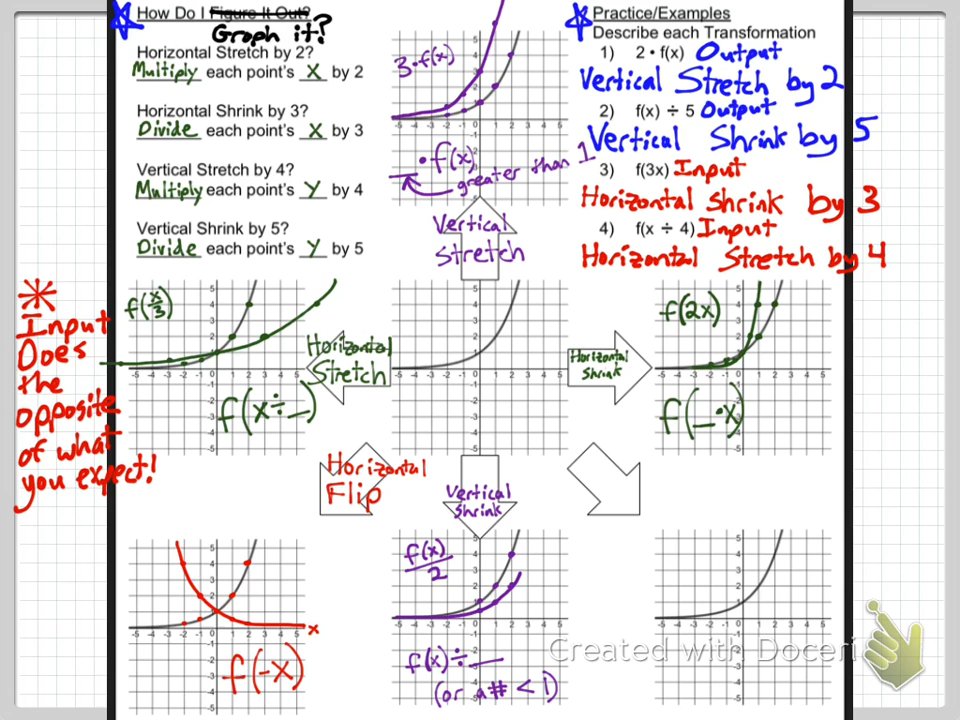 How Do I Figure It Out?
Graph it?
Horizontal Stretch by 2?
Multiply each point's X by 2
Horizontal Shrink by 3?
Divide each point's X by 3
Vertical Stretch by 4?
Multiply each point's Y by 4
Vertical Shrink by 5?
Divide each point's Y by 5
3·f(x)
__·f(x)
greater than 1
Vertical
Stretch
Practice/Examples
Describe each Transformation
1) 2 • f(x) Output
Vertical Stretch by 2
2) f(x) ÷ 5 Output
Vertical Shrink by 5
3) f(3x) Input
Horizontal Shrink by 3
4) f(x ÷ 4) Input
Horizontal Stretch by 4
Input
Does
the
opposite
of what
you expect!
f(x/3)
f(x÷_)
Horizontal
Stretch
Horizontal
Shrink
f(2x)
f(_·x)
Horizontal
Flip
Vertical
Shrink
x
f(-x)
f(x)
2
f(x)÷__
(or a # < 1)
Created with Doceri